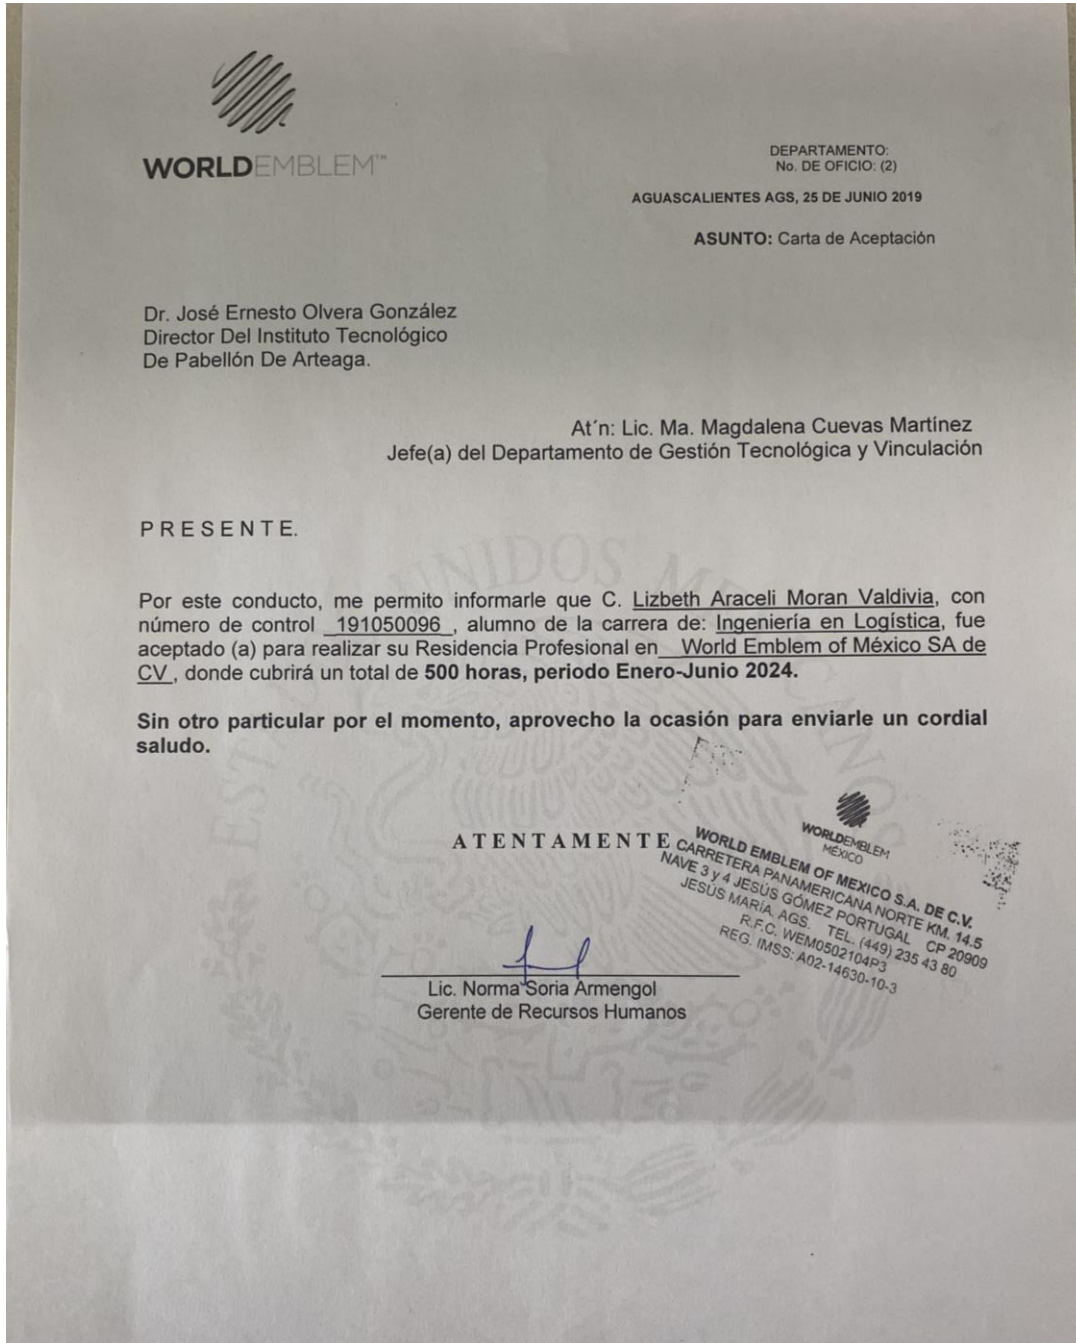 WORLDEMBLEM™
DEPARTAMENTO:
No. DE OFICIO: (2)
AGUASCALIENTES AGS, 25 DE JUNIO 2019
ASUNTO: Carta de Aceptación
Dr. José Ernesto Olvera González
Director Del Instituto Tecnológico
De Pabellón De Arteaga.
At´n: Lic. Ma. Magdalena Cuevas Martínez
Jefe(a) del Departamento de Gestión Tecnológica y Vinculación
P R E S E N T E.
Por este conducto, me permito informarle que C. Lizbeth Araceli Moran Valdivia, con
número de control 191050096 , alumno de la carrera de: Ingeniería en Logística, fue
aceptado (a) para realizar su Residencia Profesional en World Emblem of México SA de
CV , donde cubrirá un total de 500 horas, periodo Enero-Junio 2024.
Sin otro particular por el momento, aprovecho la ocasión para enviarle un cordial
saludo.
A T E N T A M E N T E
WORLDEMBLEM
MÉXICO
WORLD EMBLEM OF MEXICO S.A. DE C.V.
CARRETERA PANAMERICANA NORTE KM. 14.5
NAVE 3 y 4 JESÚS GÓMEZ PORTUGAL CP 20909
JESÚS MARÍA, AGS. TEL. (449) 235 43 80
R.F.C. WEM0502104P3
REG. IMSS: A02-14630-10-3
Lic. Norma Soria Armengol
Gerente de Recursos Humanos